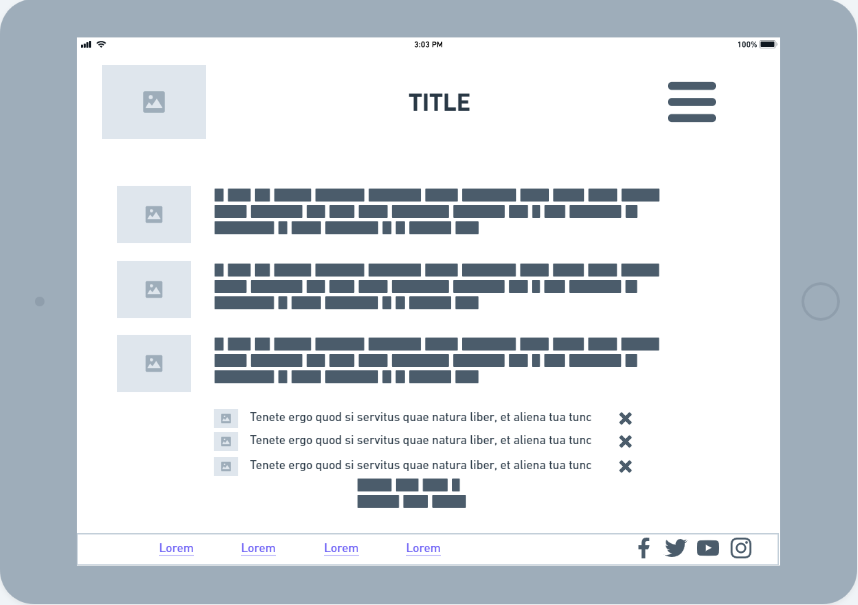 3:03 PM
100%
TITLE
Tenete ergo quod si servitus quae natura liber, et aliena tua tunc
Tenete ergo quod si servitus quae natura liber, et aliena tua tunc
Tenete ergo quod si servitus quae natura liber, et aliena tua tunc
Lorem Lorem Lorem Lorem